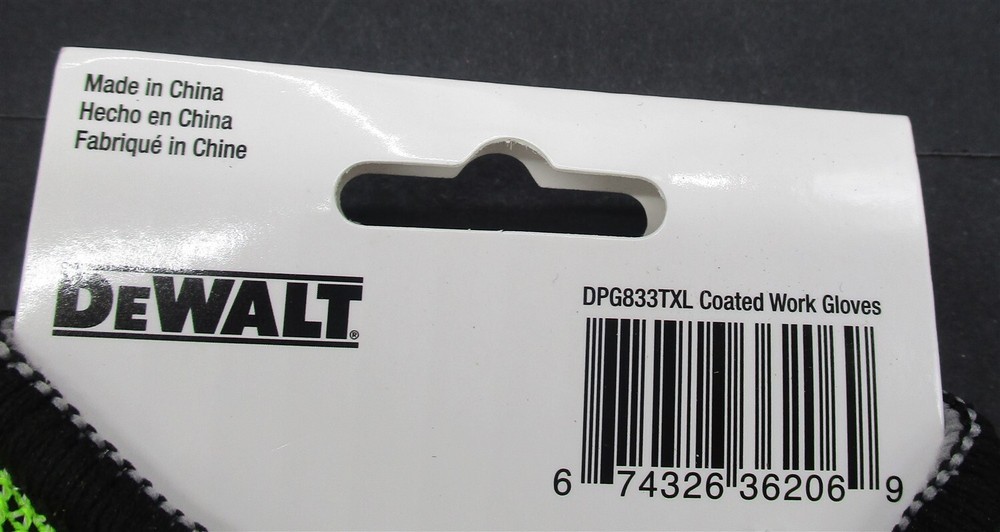 Made in China
Hecho en China
Fabriqué in Chine
DEWALT®
DPG833TXL Coated Work Gloves
6 74326 36206 9